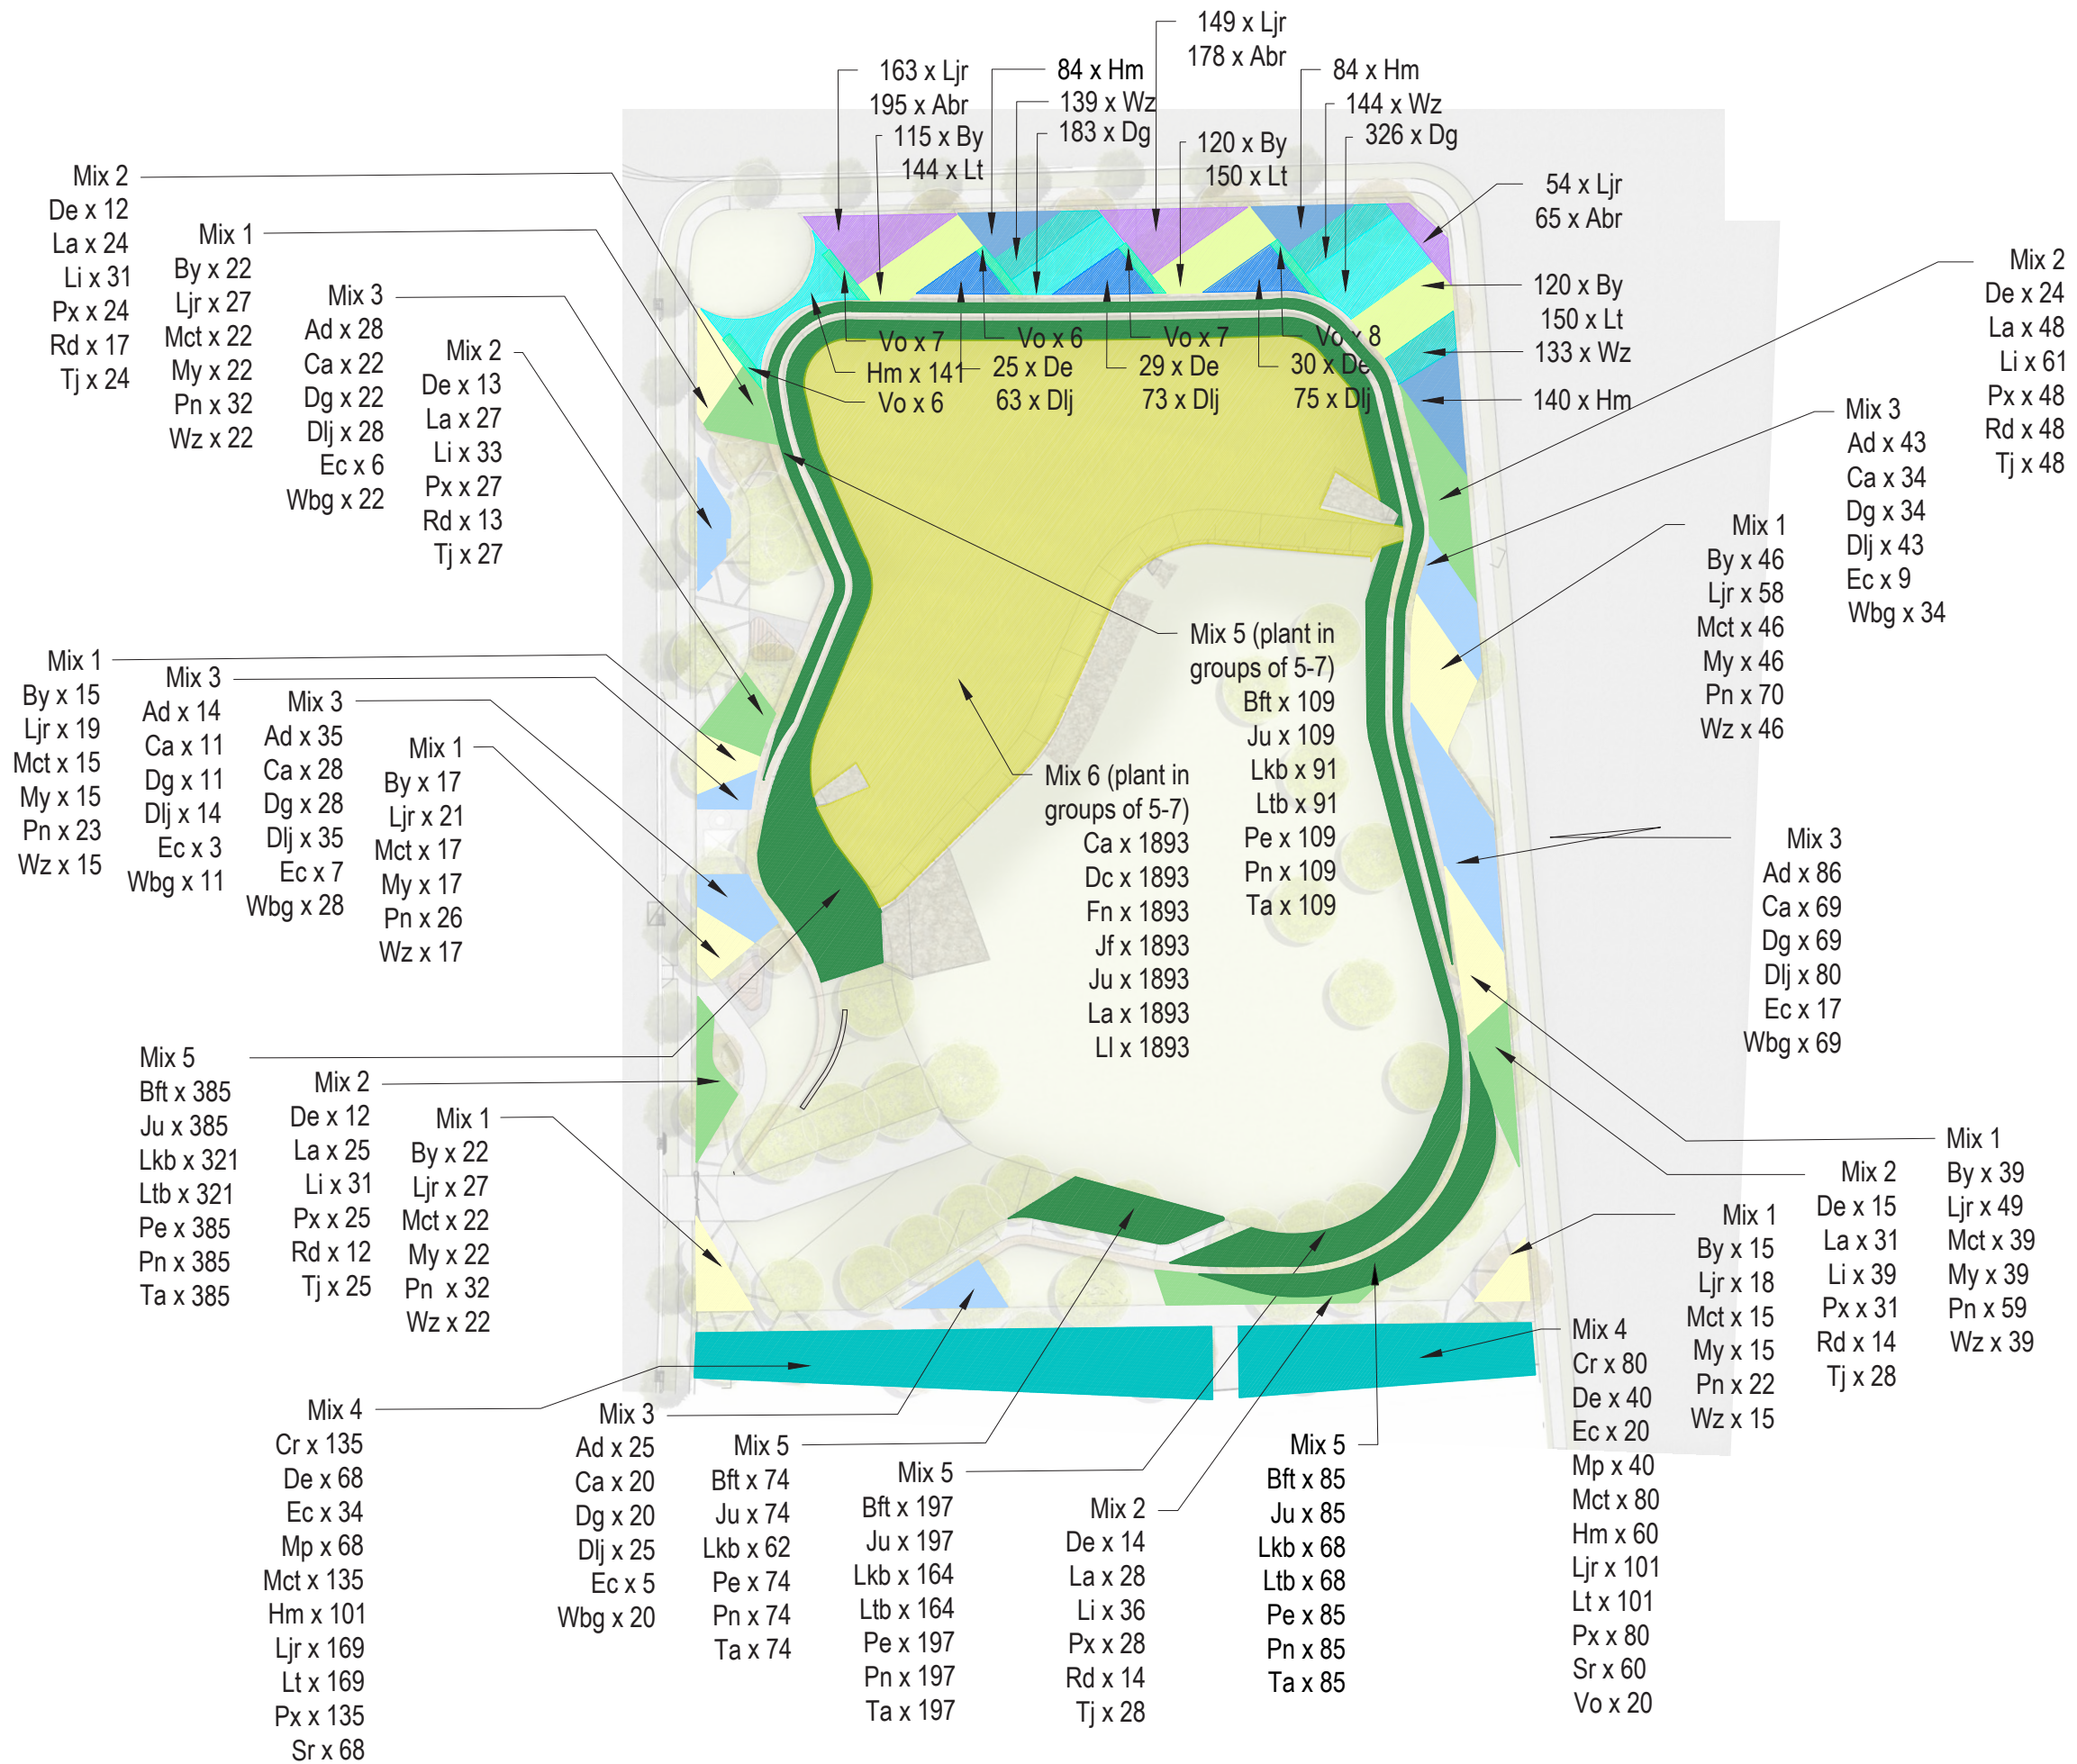 149 x Ljr
178 x Abr
163 x Ljr
195 x Abr
115 x By
144 x Lt
84 x Hm
139 x Wz
183 x Dg
120 x By
150 x Lt
84 x Hm
144 x Wz
326 x Dg
54 x Ljr
65 x Abr
120 x By
150 x Lt
133 x Wz
140 x Hm
Vo x 7
Hm x 141
Vo x 6
Vo x 6
25 x De
63 x Dlj
Vo x 7
29 x De
73 x Dlj
Vo x 8
30 x De
75 x Dlj
Mix 2
De x 12
La x 24
Li x 31
Px x 24
Rd x 17
Tj x 24
Mix 1
By x 22
Ljr x 27
Mct x 22
My x 22
Pn x 32
Wz x 22
Mix 3
Ad x 28
Ca x 22
Dg x 22
Dlj x 28
Ec x 6
Wbg x 22
Mix 2
De x 13
La x 27
Li x 33
Px x 27
Rd x 13
Tj x 27
Mix 2
De x 24
La x 48
Li x 61
Px x 48
Rd x 48
Tj x 48
Mix 3
Ad x 43
Ca x 34
Dg x 34
Dlj x 43
Ec x 9
Wbg x 34
Mix 1
By x 46
Ljr x 58
Mct x 46
My x 46
Pn x 70
Wz x 46
Mix 1
By x 15
Ljr x 19
Mct x 15
My x 15
Pn x 23
Wz x 15
Mix 3
Ad x 14
Ca x 11
Dg x 11
Dlj x 14
Ec x 3
Wbg x 11
Mix 3
Ad x 35
Ca x 28
Dg x 28
Dlj x 35
Ec x 7
Wbg x 28
Mix 1
By x 17
Ljr x 21
Mct x 17
My x 17
Pn x 26
Wz x 17
Mix 5 (plant in
groups of 5-7)
Bft x 109
Ju x 109
Lkb x 91
Ltb x 91
Pe x 109
Pn x 109
Ta x 109
Mix 6 (plant in
groups of 5-7)
Ca x 1893
Dc x 1893
Fn x 1893
Jf x 1893
Ju x 1893
La x 1893
Ll x 1893
Mix 3
Ad x 86
Ca x 69
Dg x 69
Dlj x 80
Ec x 17
Wbg x 69
Mix 5
Bft x 385
Ju x 385
Lkb x 321
Ltb x 321
Pe x 385
Pn x 385
Ta x 385
Mix 2
De x 12
La x 25
Li x 31
Px x 25
Rd x 12
Tj x 25
Mix 1
By x 22
Ljr x 27
Mct x 22
My x 22
Pn x 32
Wz x 22
Mix 1
By x 39
Ljr x 49
Mct x 39
My x 39
Pn x 59
Wz x 39
Mix 2
De x 15
La x 31
Li x 39
Px x 31
Rd x 14
Tj x 28
Mix 1
By x 15
Ljr x 18
Mct x 15
My x 15
Pn x 22
Wz x 15
Mix 4
Cr x 80
De x 40
Ec x 20
Mp x 40
Mct x 80
Hm x 60
Ljr x 101
Lt x 101
Px x 80
Sr x 60
Vo x 20
Mix 4
Cr x 135
De x 68
Ec x 34
Mp x 68
Mct x 135
Hm x 101
Ljr x 169
Lt x 169
Px x 135
Sr x 68
Mix 3
Ad x 25
Ca x 20
Dg x 20
Dlj x 25
Ec x 5
Wbg x 20
Mix 5
Bft x 74
Ju x 74
Lkb x 62
Pe x 74
Pn x 74
Ta x 74
Mix 5
Bft x 197
Ju x 197
Lkb x 164
Ltb x 164
Pe x 197
Pn x 197
Ta x 197
Mix 2
De x 14
La x 28
Li x 36
Px x 28
Rd x 14
Tj x 28
Mix 5
Bft x 85
Ju x 85
Lkb x 68
Ltb x 68
Pe x 85
Pn x 85
Ta x 85